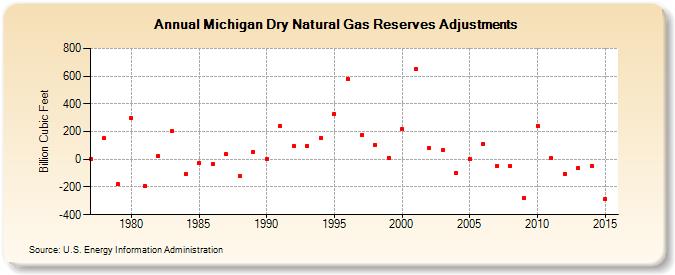 Annual Michigan Dry Natural Gas Reserves Adjustments
Billion Cubic Feet
800
600
400
200
0
-200
-400
1980 1985 1990 1995 2000 2005 2010 2015
Source: U.S. Energy Information Administration